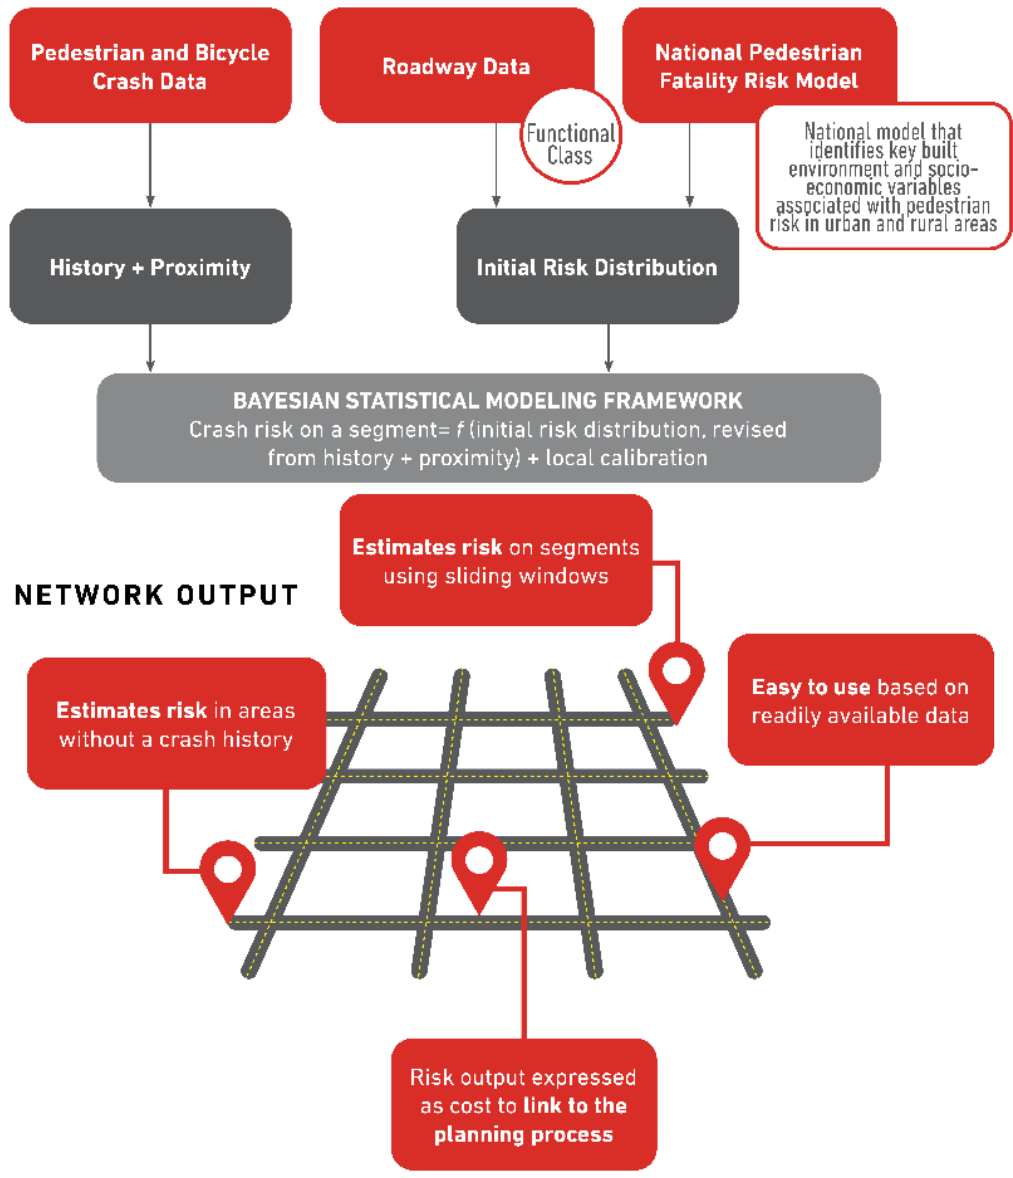 Pedestrian and Bicycle
Crash Data
Roadway Data
Functional
Class
National Pedestrian
Fatality Risk Model
National model that
identifies key built
environment and socio-
economic variables
associated with pedestrian
risk in urban and rural areas
History + Proximity
Initial Risk Distribution
BAYESIAN STATISTICAL MODELING FRAMEWORK
Crash risk on a segment= f (initial risk distribution, revised
from history + proximity) + local calibration
Estimates risk on segments
using sliding windows
NETWORK OUTPUT
Estimates risk in areas
without a crash history
Easy to use based on
readily available data
Risk output expressed
as cost to link to the
planning process